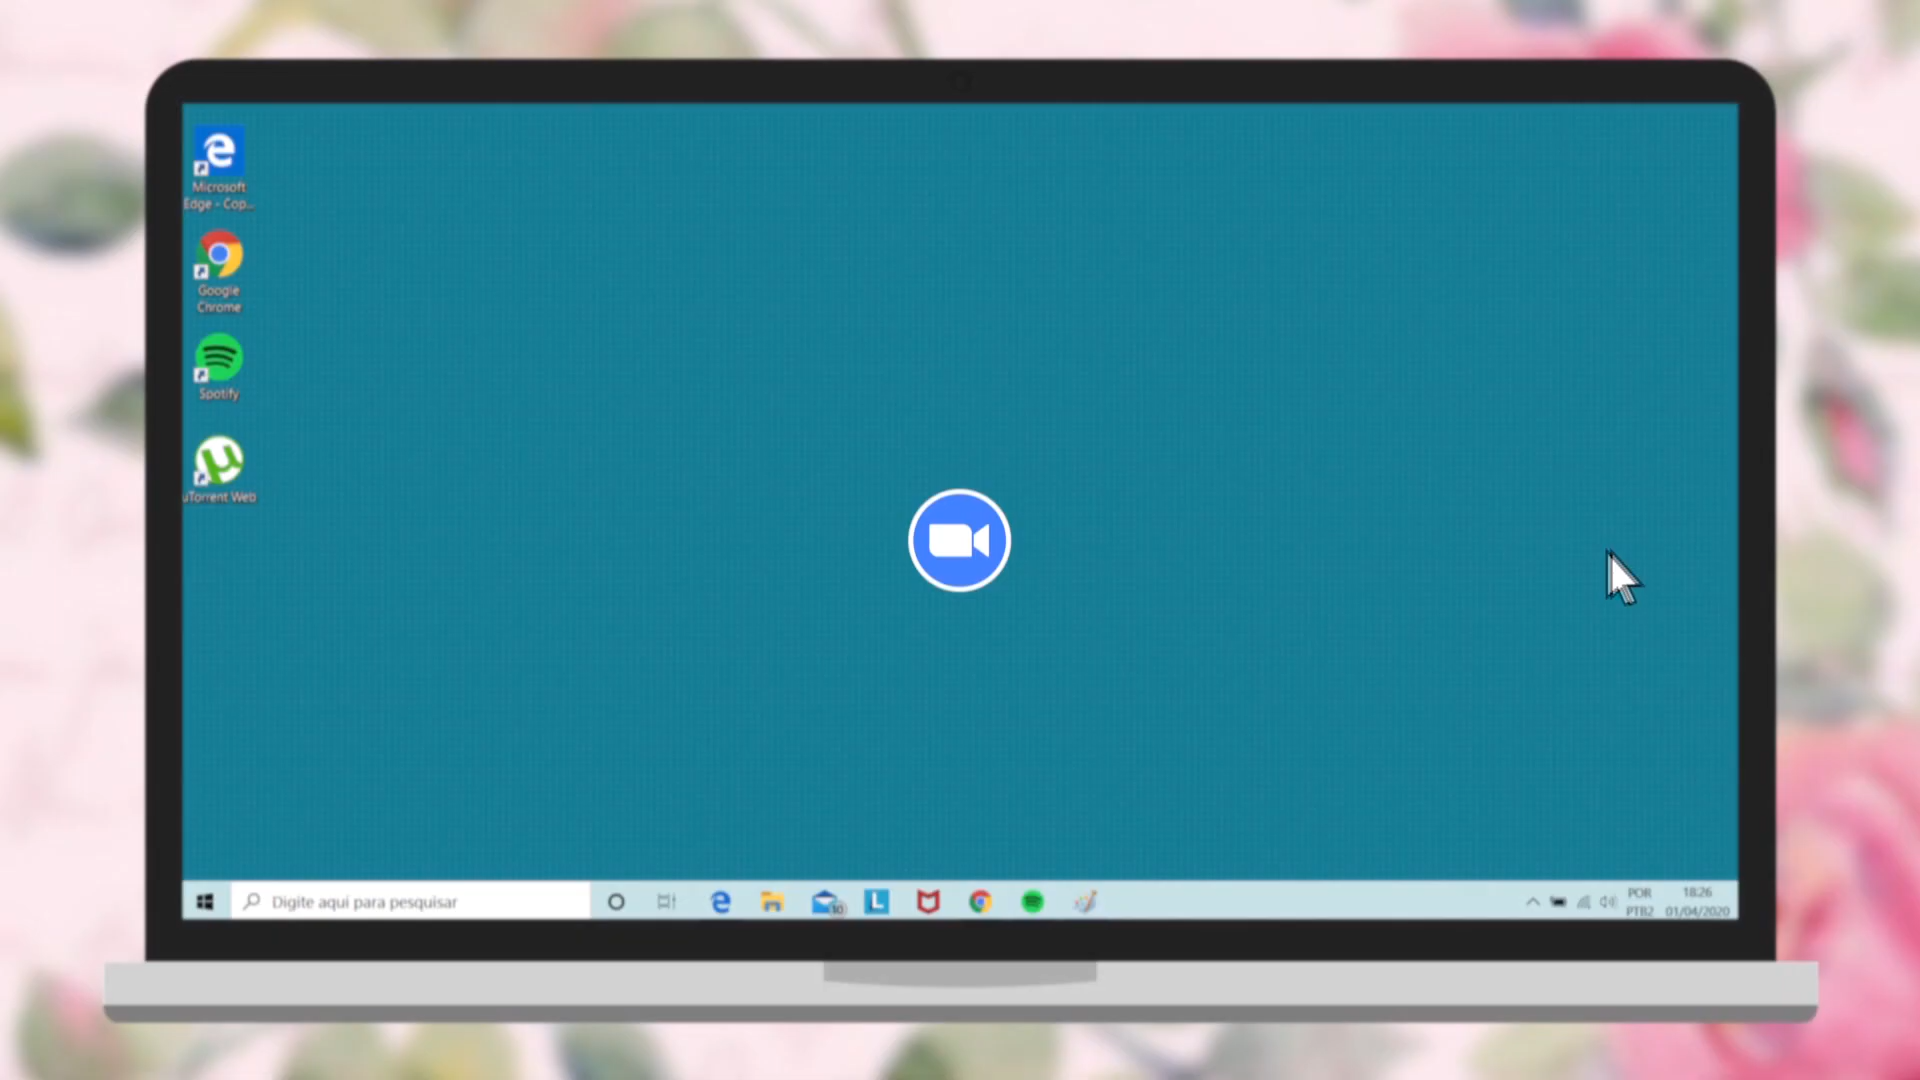 Microsoft
Edge - Cop...
Google
Chrome
Spotify
uTorrent Web
Digite aqui para pesquisar
10
POR
PTB2
18:26
01/04/2020